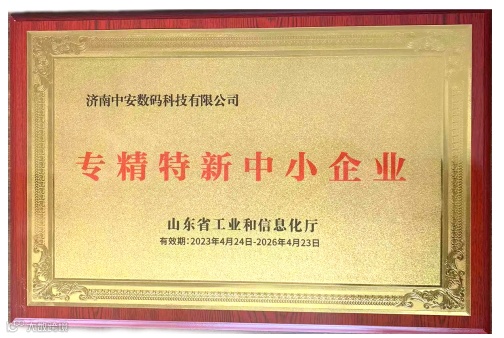 济南中安数码科技有限公司
专精特新中小企业
山东省工业和信息化厅
有效期：2023年4月24日-2026年4月23日